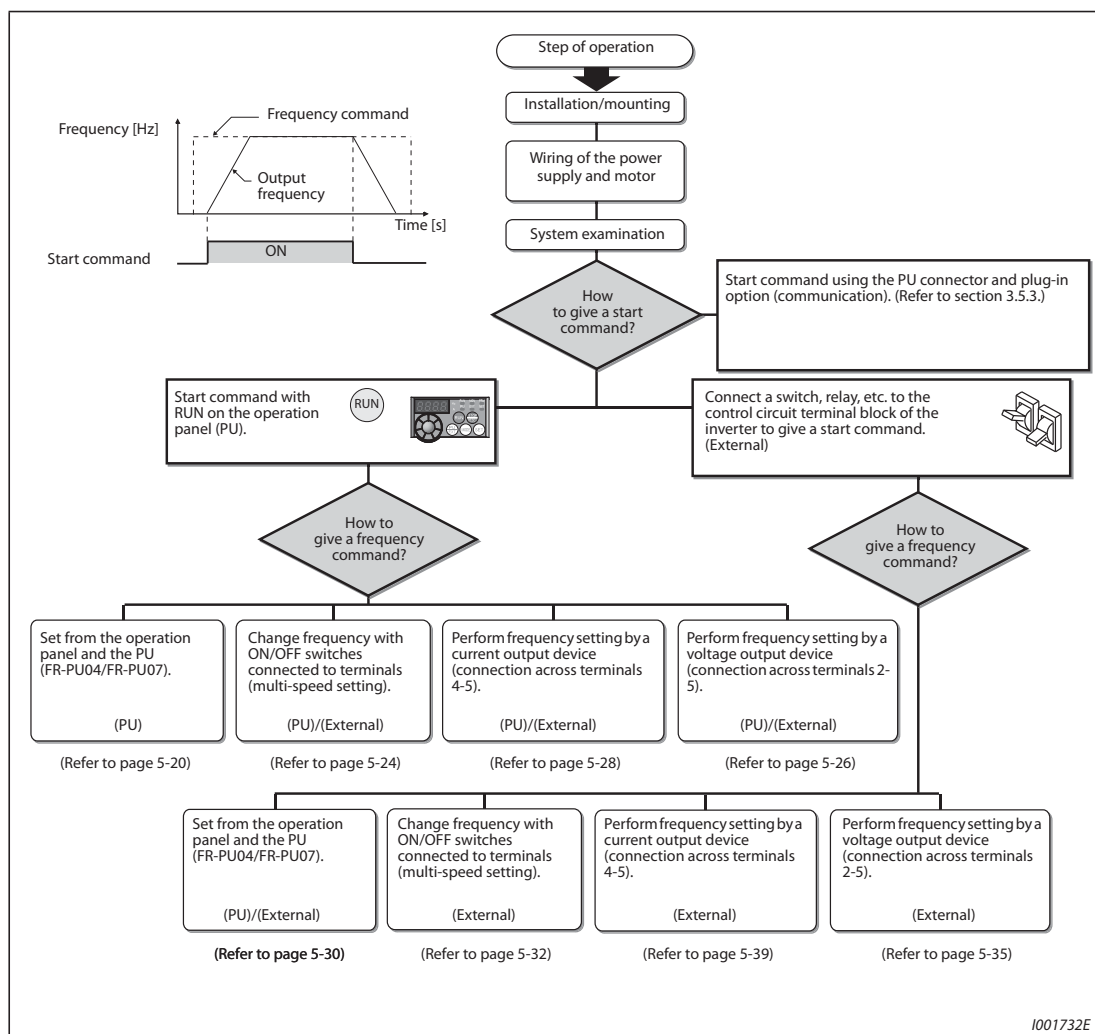 Step of operation
Installation/mounting
Wiring of the power
supply and motor
System examination
Frequency command
Frequency [Hz]
Output
frequency
Time [s]
Start command
ON
How
to give a start
command?
Start command using the PU connector and plug-in
option (communication). (Refer to section 3.5.3.)
Start command with
RUN on the operation
panel (PU).
RUN
Connect a switch, relay, etc. to the
control circuit terminal block of the
inverter to give a start command.
(External)
How to
give a frequency
command?
How to
give a frequency
command?
Set from the operation
panel and the PU
(FR-PU04/FR-PU07).
(PU)
(Refer to page 5-20)
Change frequency with
ON/OFF switches
connected to terminals
(multi-speed setting).
(PU)/(External)
(Refer to page 5-24)
Perform frequency setting by a
current output device
(connection across terminals
4-5).
(PU)/(External)
(Refer to page 5-28)
Perform frequency setting by a
voltage output device
(connection across terminals 2-
5).
(PU)/(External)
(Refer to page 5-26)
Set from the operation
panel and the PU
(FR-PU04/FR-PU07).
(PU)/(External)
(Refer to page 5-30)
Change frequency with
ON/OFF switches
connected to terminals
(multi-speed setting).
(External)
(Refer to page 5-32)
Perform frequency setting by a
current output device
(connection across terminals
4-5).
(External)
(Refer to page 5-39)
Perform frequency setting by a
voltage output device
(connection across terminals
2-5).
(External)
(Refer to page 5-35)
I001732E